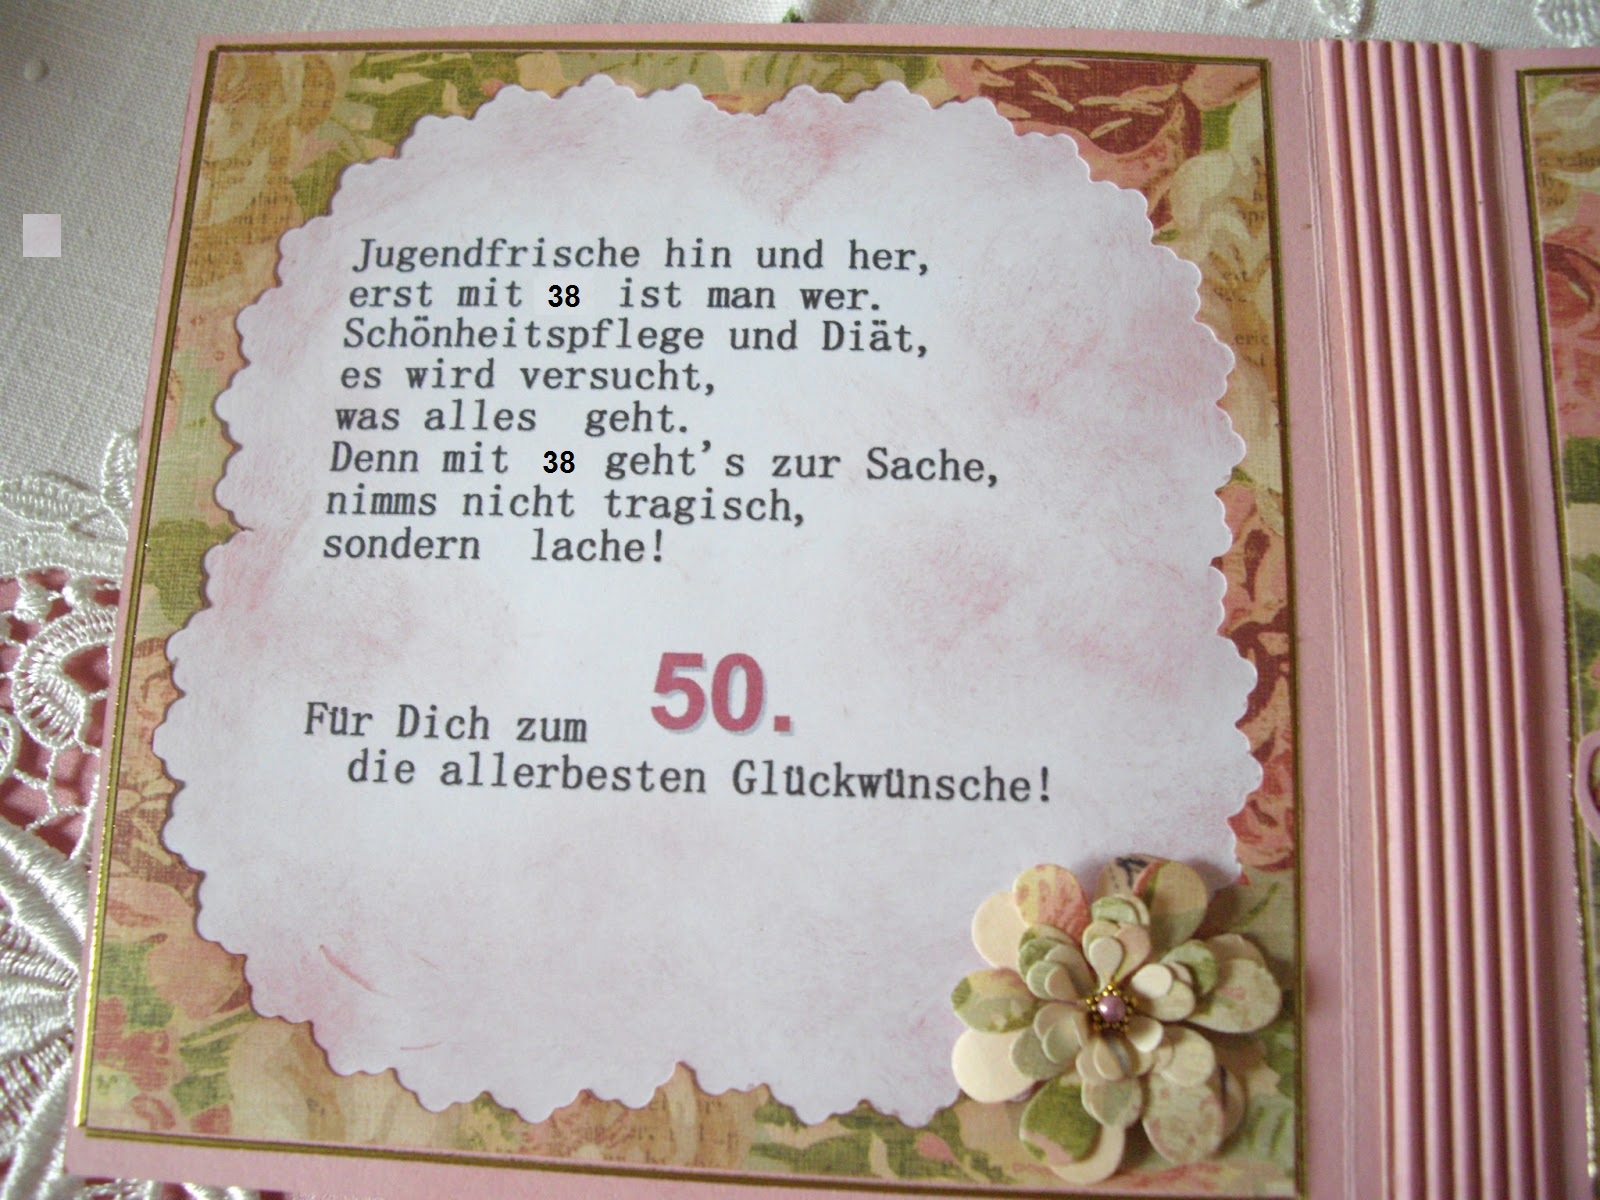 Jugendfrische hin und her,
erst mit 38 ist man wer.
Schönheitspflege und Diät,
es wird versucht,
was alles geht.
Denn mit 38 geht's zur Sache,
nimms nicht tragisch,
sondern lache!
Für Dich zum 50.
die allerbesten Glückwünsche!